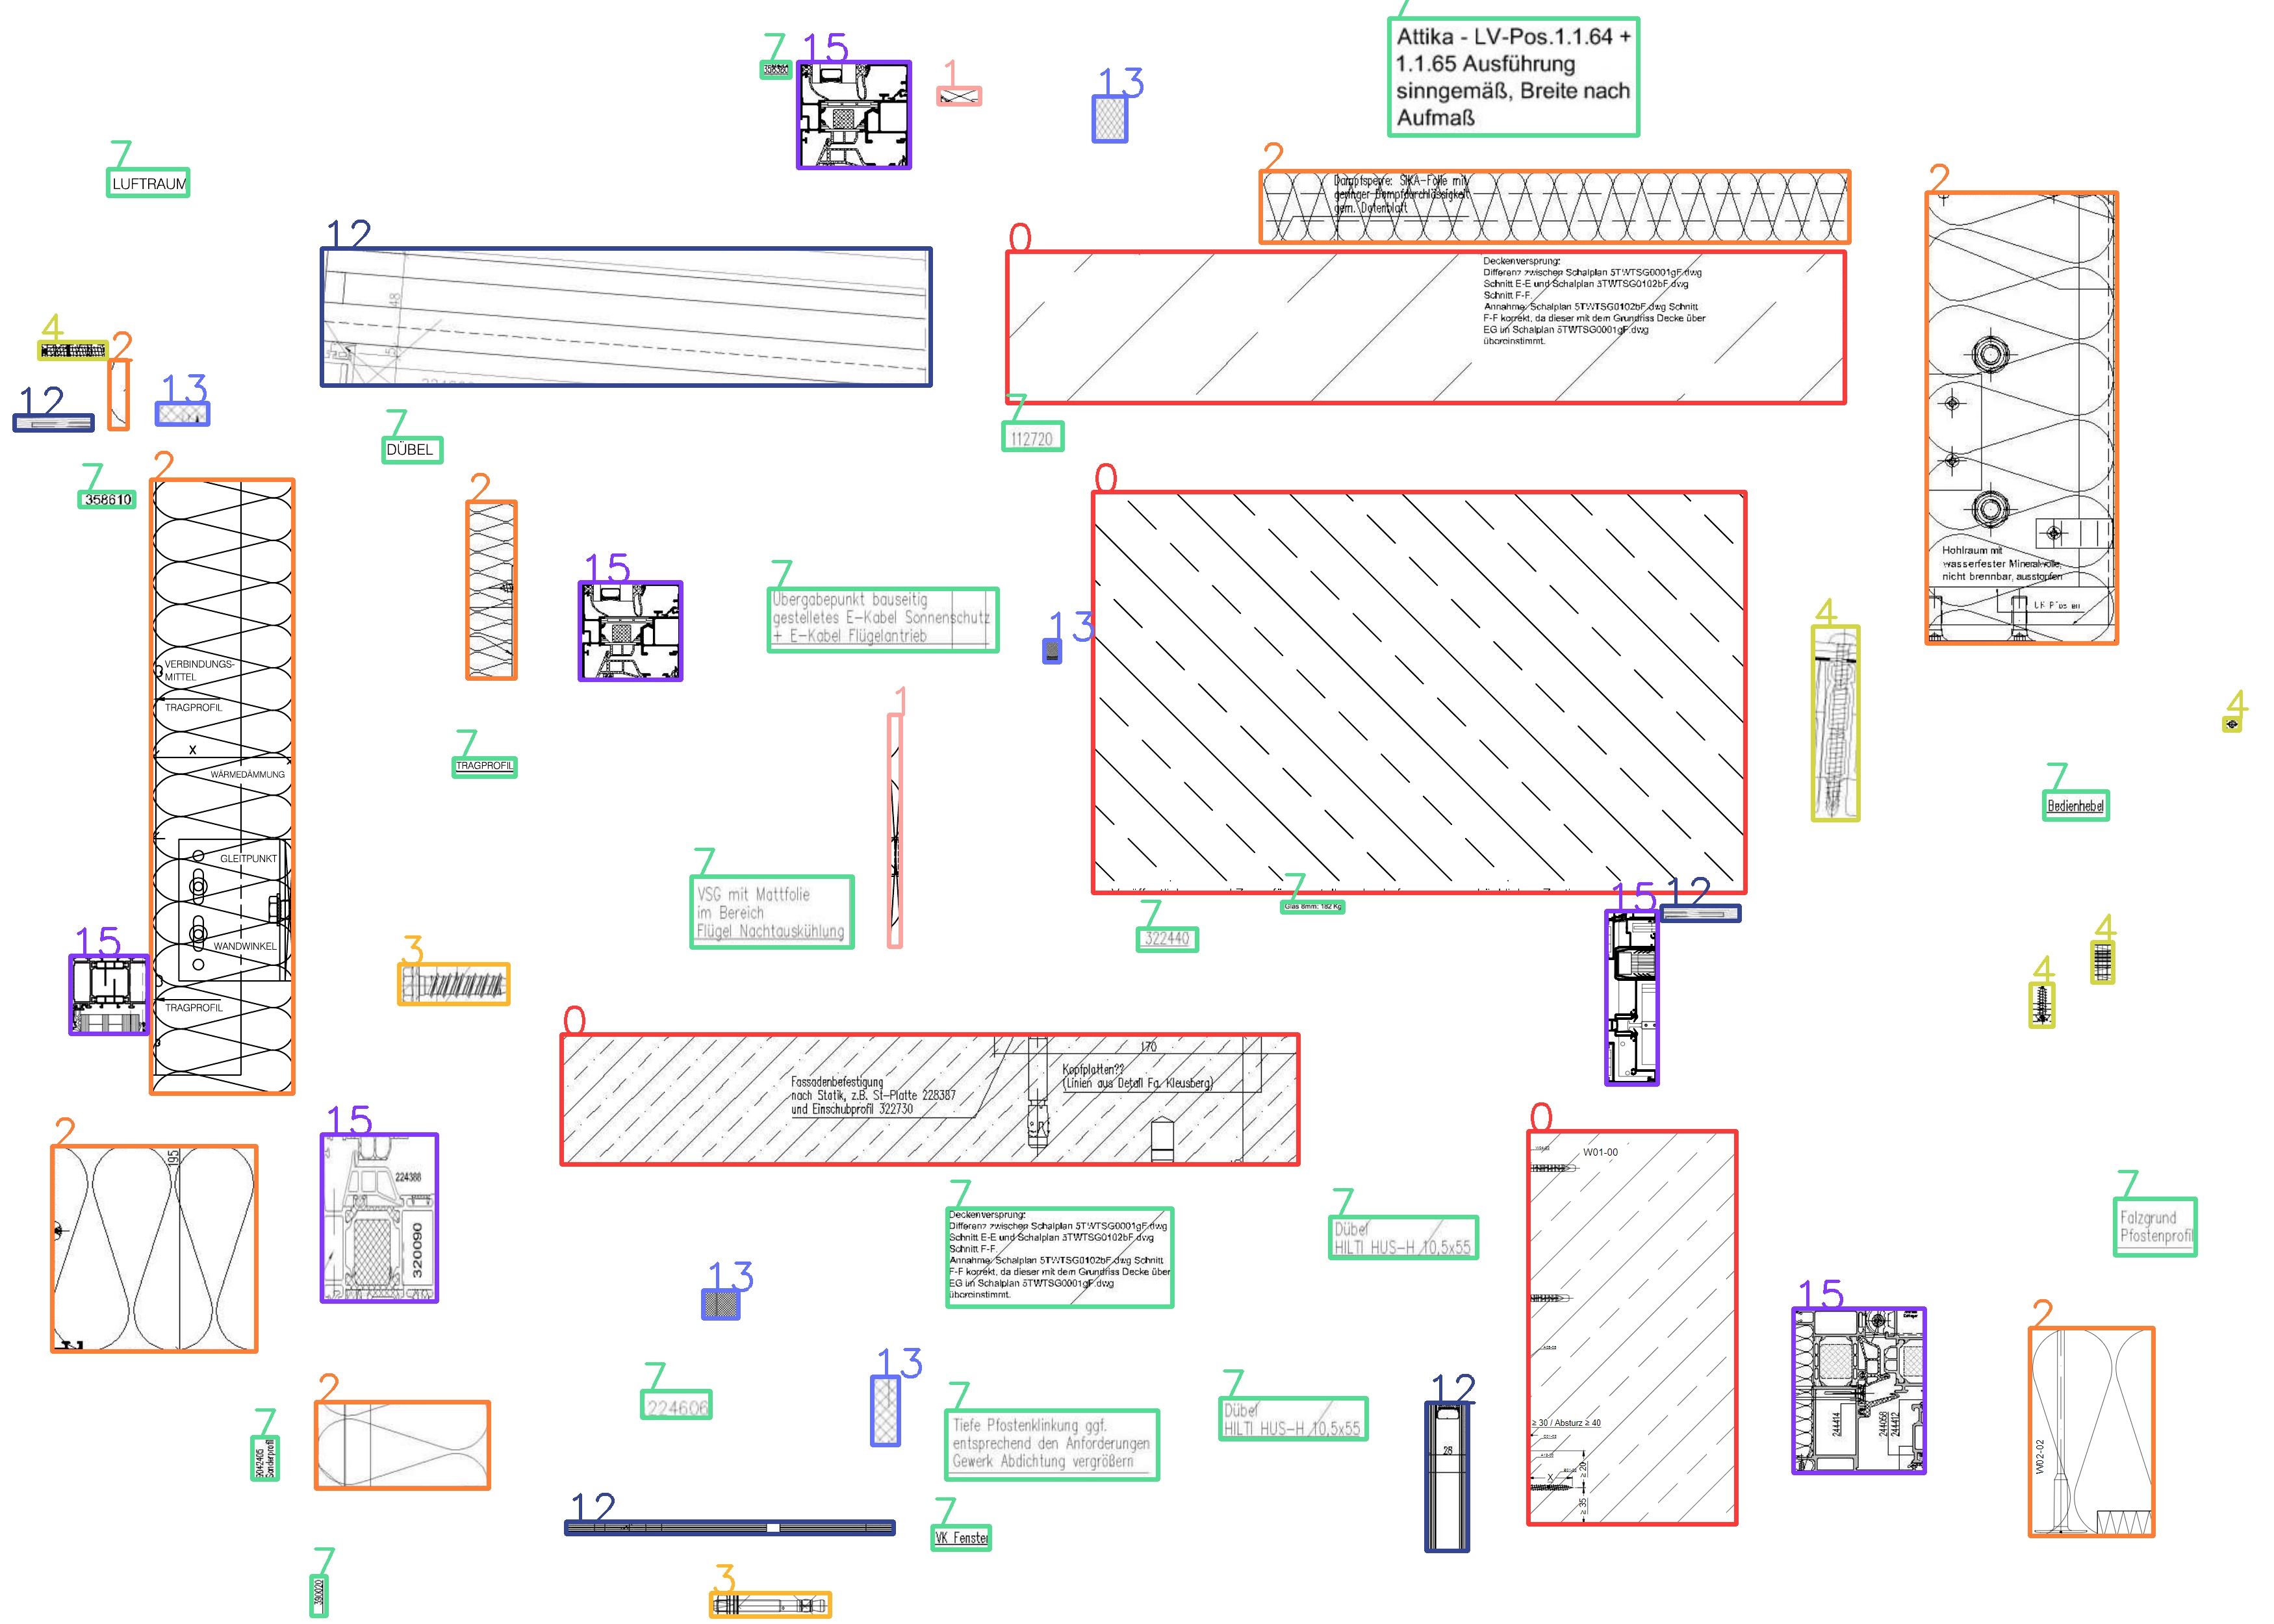 7
Attika - LV-Pos.1.1.64 +
1.1.65 Ausführung
sinngemäß, Breite nach
Aufmaß
7
15
1
13
7
LUFTRAUM
2
Dampfsperre: SIKA-Folie mit
geringer Dampfdurchlässigkeit
gem. Datenblatt
2
12
48
0
Deckenversprung:
Differenz zwischen Schalplan 5TWTSG0001gF.dwg
Schnitt E-E und Schalplan 5TWTSG0102bF.dwg
Schnitt F-F.
Annahme: Schalplan 5TWTSG0102bF.dwg Schnitt
F-F korrekt, da dieser mit dem Grundriss Decke über
EG im Schalplan 5TWTSG0001gF.dwg
übereinstimmt.
4
2
12
13
7
DÜBEL
7
112720
7
358610
2
2
0
15
7
Übergabepunkt bauseitig
gestelletes E-Kabel Sonnenschutz
+ E-Kabel Flügelantrieb
13
Hohlraum mit
wasserfester Mineralwolle,
nicht brennbar, ausstopfen
4
VERBINDUNGS-
MITTEL
TRAGPROFIL
X
WÄRMEDÄMMUNG
GLEITPUNKT
WANDWINKEL
TRAGPROFIL
7
TRAGPROFIL
1
4
7
Bedienhebel
7
VSG mit Mattfolie
im Bereich
Flügel Nachtauskühlung
7
Glas 8mm: 182 Kg
7
322440
15
12
4
4
15
3
0
170
Fassadenbefestigung
nach Statik, z.B. St-Platte 228387
und Einschubprofil 322730
Kopfplatten??
(Linien aus Detail Fa. Kleusberg)
2
195
15
224388
320090
0
W01-00
≥ 30 / Absturz ≥ 40
X
≥ 20
≥ 35
7
Deckenversprung:
Differenz zwischen Schalplan 5TWTSG0001gF.dwg
Schnitt E-E und Schalplan 5TWTSG0102bF.dwg
Schnitt F-F.
Annahme: Schalplan 5TWTSG0102bF.dwg Schnitt
F-F korrekt, da dieser mit dem Grundriss Decke über
EG im Schalplan 5TWTSG0001gF.dwg
übereinstimmt.
7
Dübel
HILTI HUS-H 10,5x55
7
Falzgrund
Pfostenprofil
13
15
244414
244058
244412
2
W02-02
2
7
9042405
Sonderprofil
7
224606
13
7
Tiefe Pfostenklinkung ggf.
entsprechend den Anforderungen
Gewerk Abdichtung vergrößern
7
Dübel
HILTI HUS-H 10,5x55
12
28
12
7
VK Fenster
7
390020
3